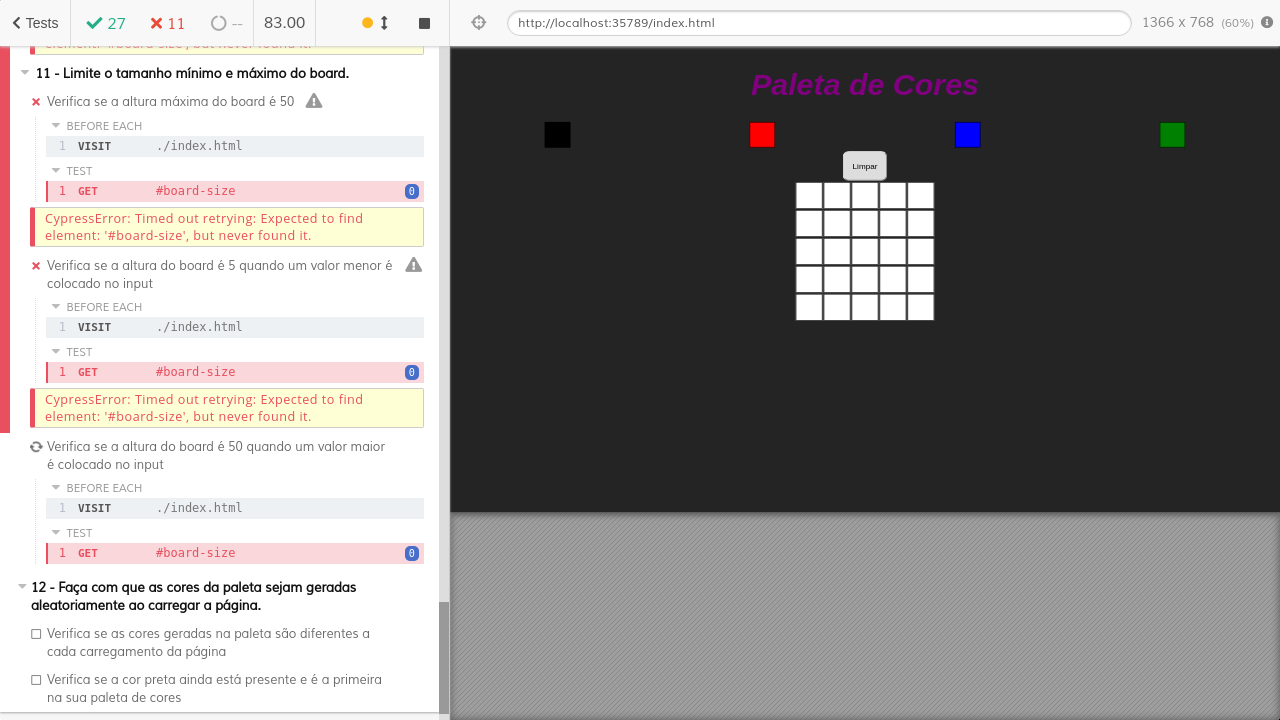 Tests
27
11
--
83.00
http://localhost:35789/index.html
1366 x 768 (60%)
element: '#board-size', but never found it.
11 - Limite o tamanho mínimo e máximo do board.
Verifica se a altura máxima do board é 50
BEFORE EACH
1 VISIT ./index.html
TEST
1 GET #board-size 0
CypressError: Timed out retrying: Expected to find
element: '#board-size', but never found it.
Verifica se a altura do board é 5 quando um valor menor é
colocado no input
BEFORE EACH
1 VISIT ./index.html
TEST
1 GET #board-size 0
CypressError: Timed out retrying: Expected to find
element: '#board-size', but never found it.
Verifica se a altura do board é 50 quando um valor maior
é colocado no input
BEFORE EACH
1 VISIT ./index.html
TEST
1 GET #board-size 0
12 - Faça com que as cores da paleta sejam geradas
aleatoriamente ao carregar a página.
Verifica se as cores geradas na paleta são diferentes a
cada carregamento da página
Verifica se a cor preta ainda está presente e é a primeira
na sua paleta de cores
Paleta de Cores
Limpar